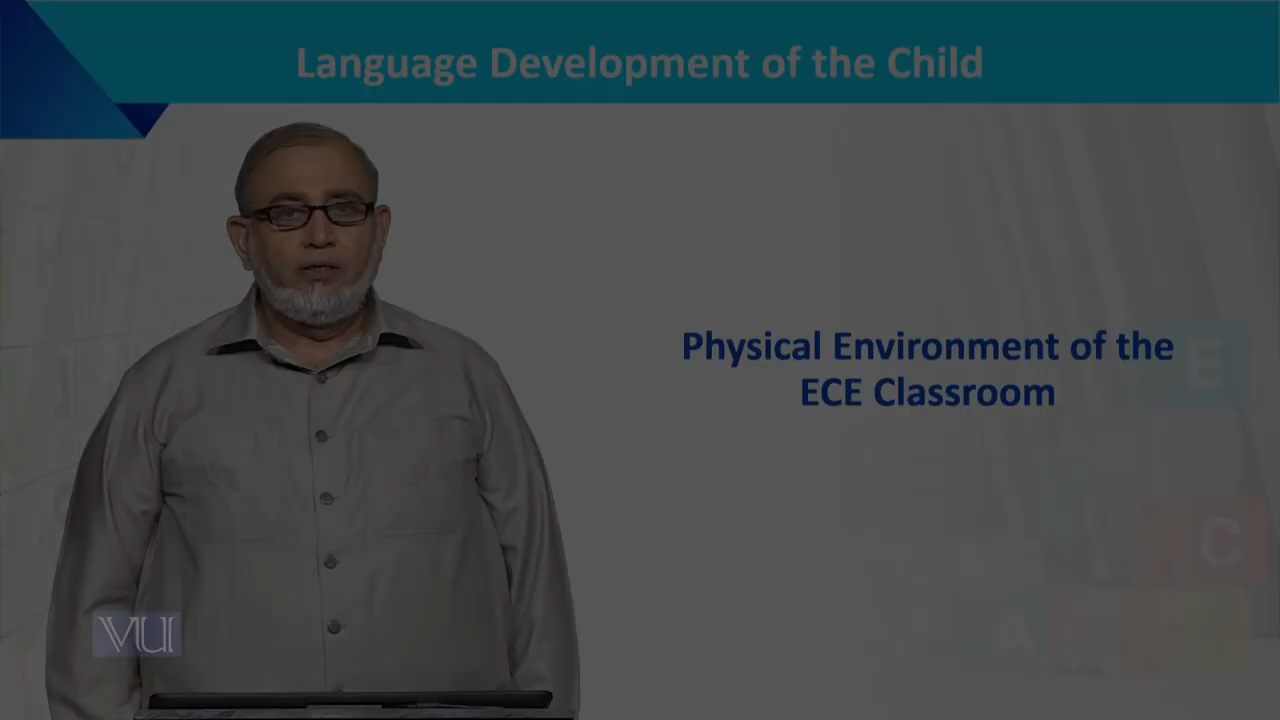 Language Development of the Child
Physical Environment of the
ECE Classroom
E
C
A
VU